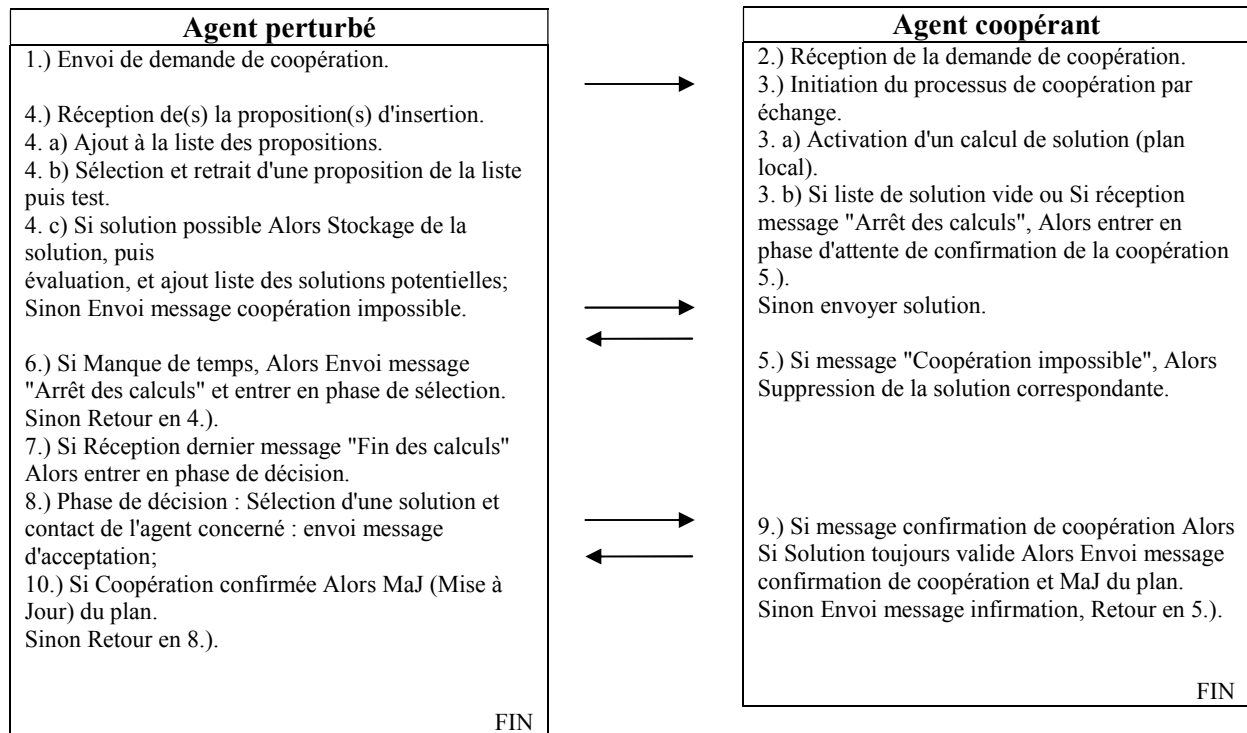 Agent perturbé
1.) Envoi de demande de coopération.
4.) Réception de(s) la proposition(s) d'insertion.
4. a) Ajout à la liste des propositions.
4. b) Sélection et retrait d'une proposition de la liste
puis test.
4. c) Si solution possible Alors Stockage de la
solution, puis
évaluation, et ajout liste des solutions potentielles;
Sinon Envoi message coopération impossible.
6.) Si Manque de temps, Alors Envoi message
"Arrêt des calculs" et entrer en phase de sélection.
Sinon Retour en 4.).
7.) Si Réception dernier message "Fin des calculs"
Alors entrer en phase de décision.
8.) Phase de décision : Sélection d'une solution et
contact de l'agent concerné : envoi message
d'acceptation;
10.) Si Coopération confirmée Alors MaJ (Mise à
Jour) du plan.
Sinon Retour en 8.).
FIN
Agent coopérant
2.) Réception de la demande de coopération.
3.) Initiation du processus de coopération par
échange.
3. a) Activation d'un calcul de solution (plan
local).
3. b) Si liste de solution vide ou Si réception
message "Arrêt des calculs", Alors entrer en
phase d'attente de confirmation de la coopération
5.).
Sinon envoyer solution.
5.) Si message "Coopération impossible", Alors
Suppression de la solution correspondante.
9.) Si message confirmation de coopération Alors
Si Solution toujours valide Alors Envoi message
confirmation de coopération et MaJ du plan.
Sinon Envoi message infirmation, Retour en 5.).
FIN